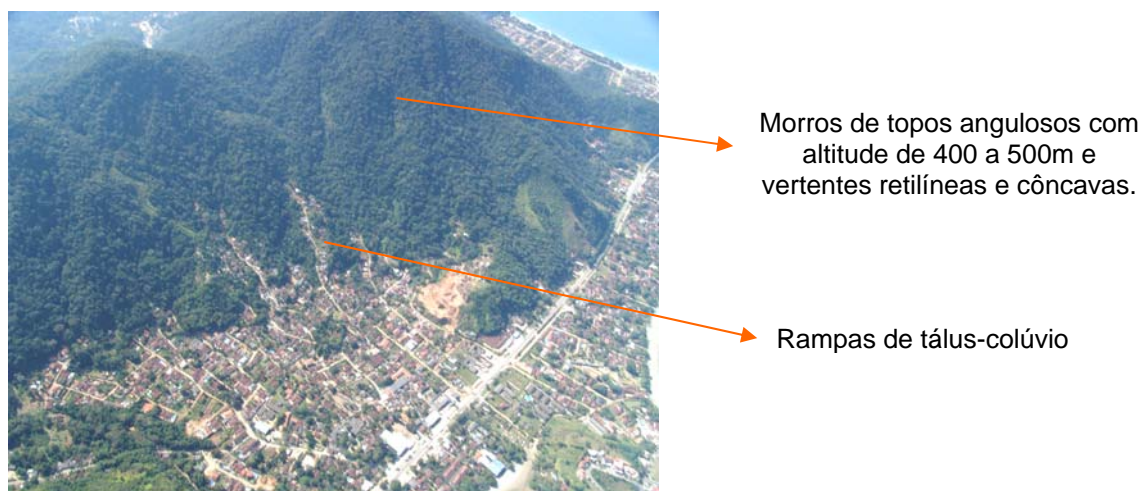 Morros de topos angulosos com
altitude de 400 a 500m e
vertentes retilíneas e côncavas.
Rampas de tálus-colúvio